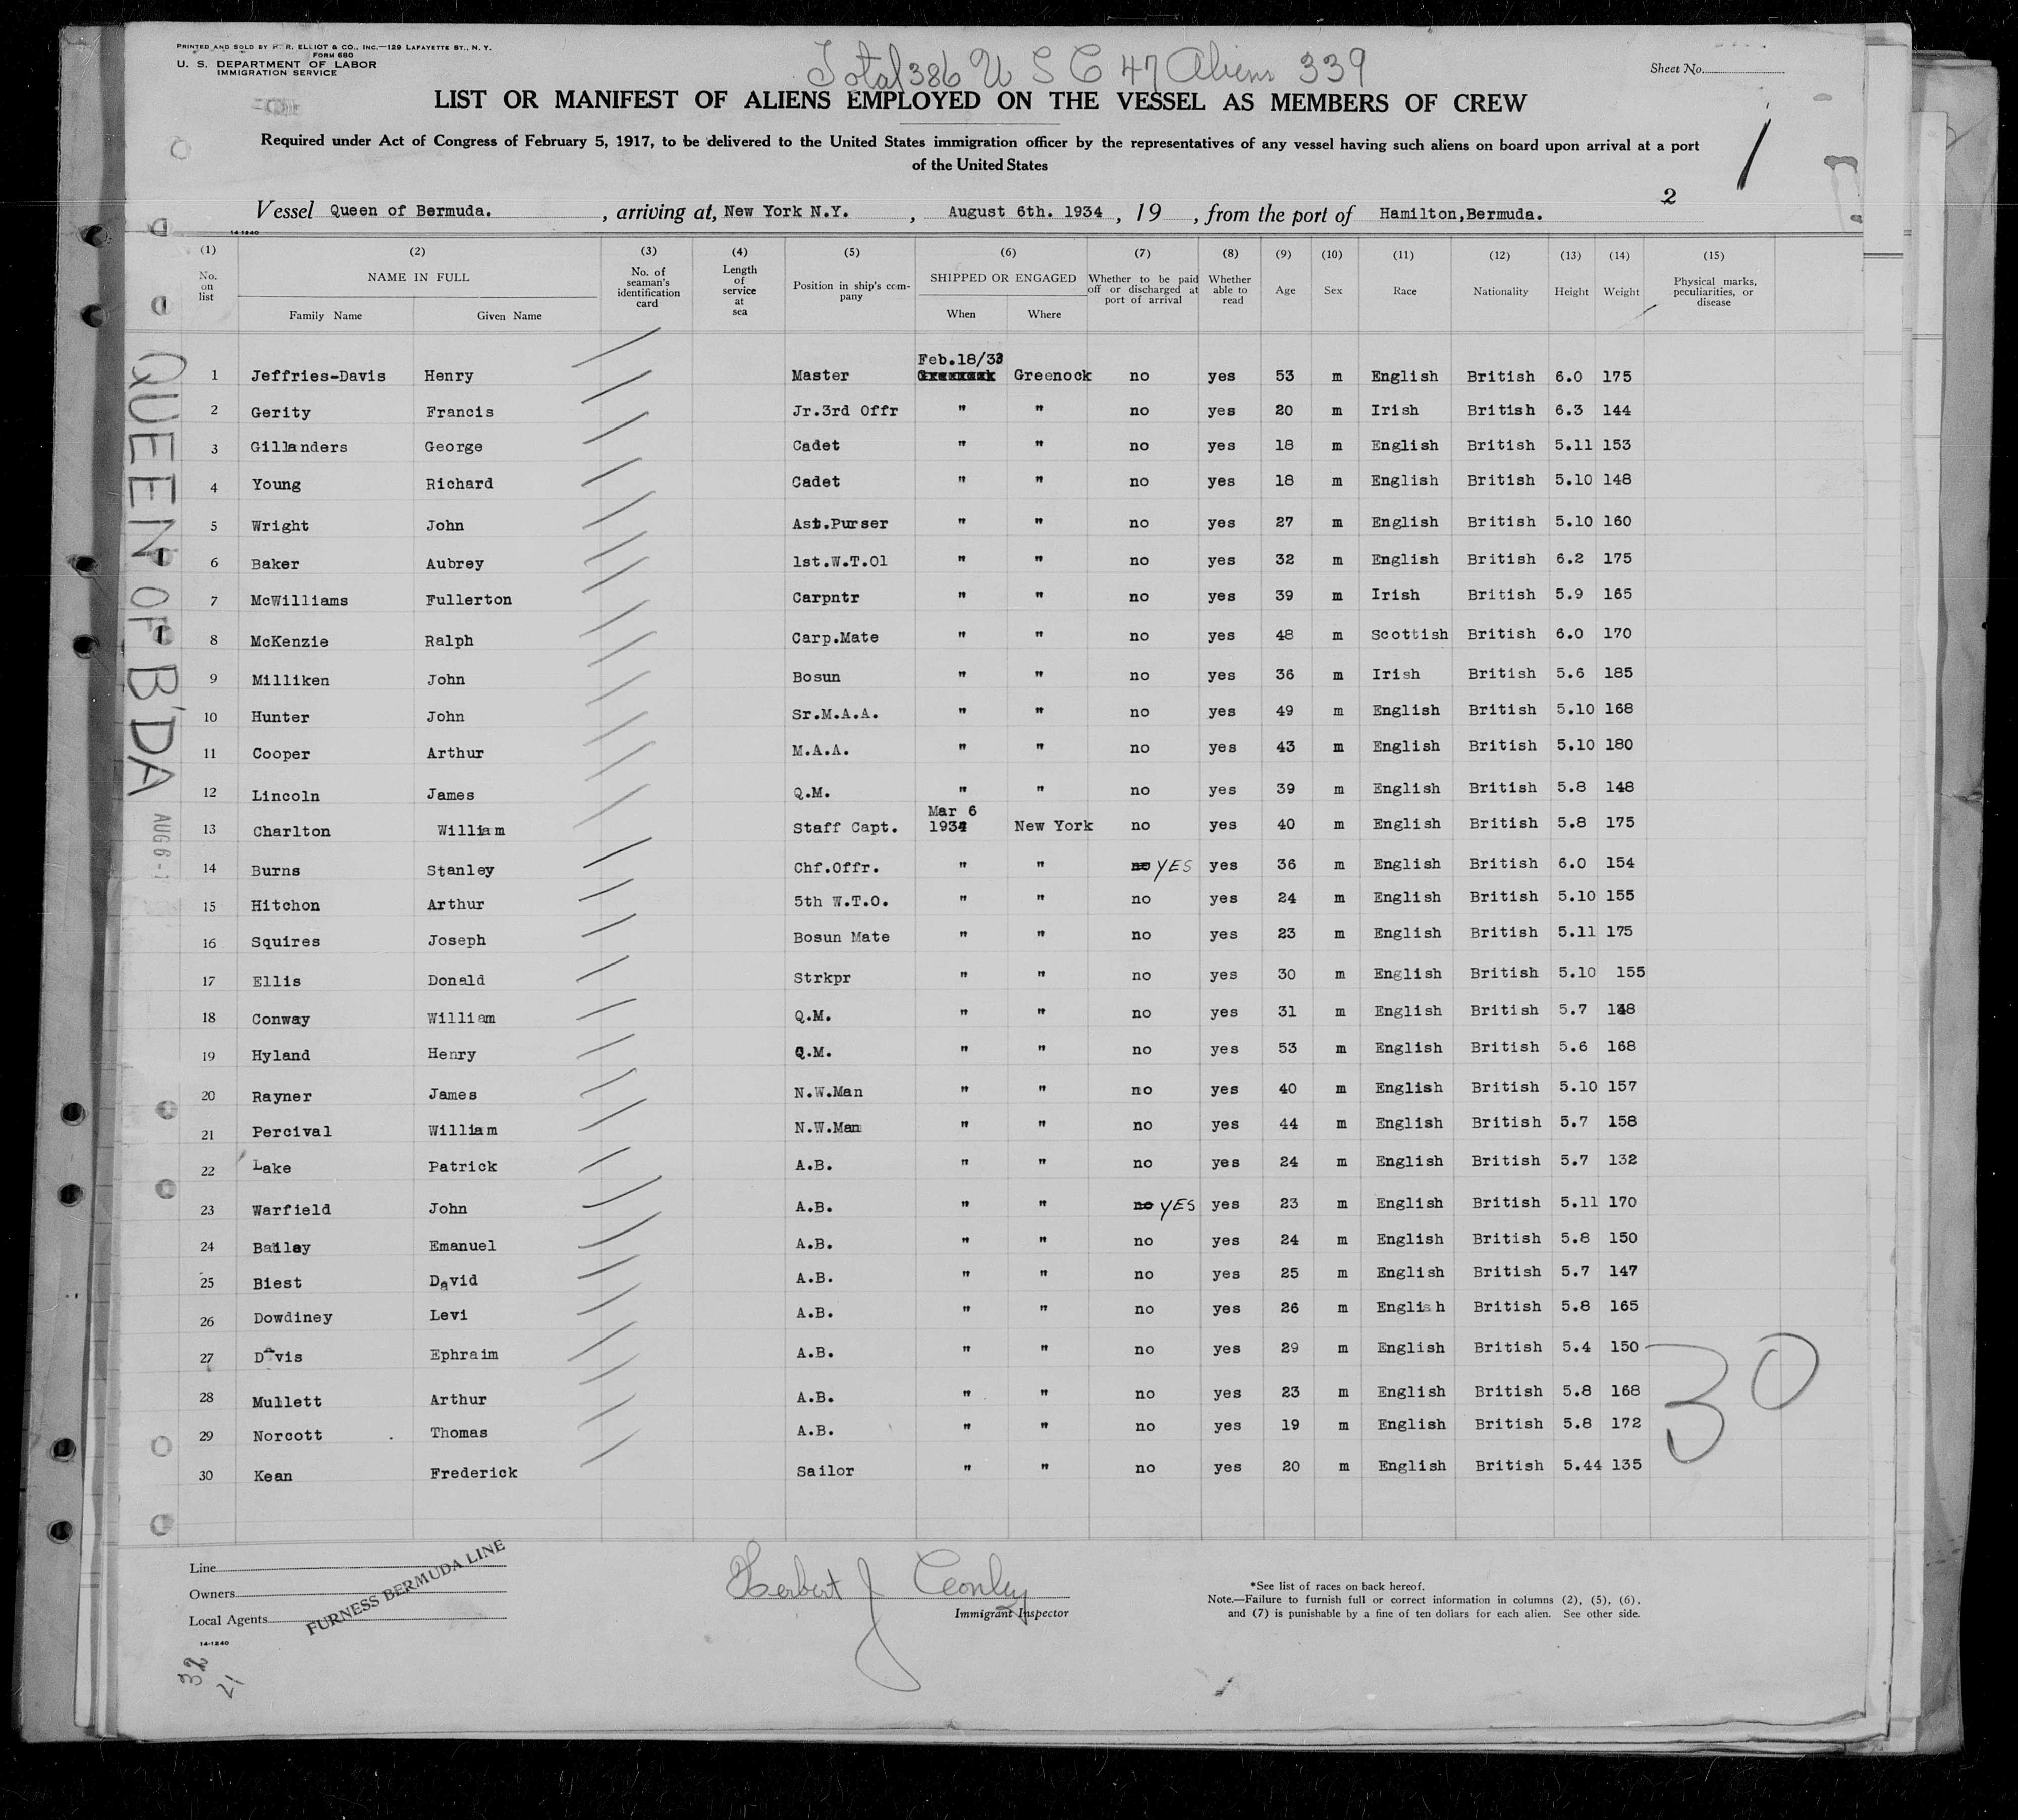 PRINTED AND SOLD BY R. R. ELLIOT & CO., INC.—129 LAFAYETTE ST., N. Y.
FORM 680
U. S. DEPARTMENT OF LABOR
IMMIGRATION SERVICE
Total 386 U S C 47 Aliens 339
Sheet No.
LIST OR MANIFEST OF ALIENS EMPLOYED ON THE VESSEL AS MEMBERS OF CREW
Required under Act of Congress of February 5, 1917, to be delivered to the United States immigration officer by the representatives of any vessel having such aliens on board upon arrival at a port
of the United States
1
2
Vessel Queen of Bermuda. , arriving at, New York N.Y. , August 6th. 1934 , 19 , from the port of Hamilton,Bermuda.
14-1240
(1) (2) (3) (4) (5) (6) (7) (8) (9) (10) (11) (12) (13) (14) (15)
No. on list NAME IN FULL Family Name Given Name No. of seaman's identification card Length of service at sea Position in ship's company SHIPPED OR ENGAGED When Where Whether to be paid off or discharged at port of arrival Whether able to read Age Sex Race Nationality Height Weight Physical marks, peculiarities, or disease
Feb.18/33
1 Jeffries-Davis Henry Master Greenock Greenock no yes 53 m English British 6.0 175
2 Gerity Francis Jr.3rd Offr " " no yes 20 m Irish British 6.3 144
3 Gillanders George Cadet " " no yes 18 m English British 5.11 153
4 Young Richard Cadet " " no yes 18 m English British 5.10 148
5 Wright John Ast.Purser " " no yes 27 m English British 5.10 160
6 Baker Aubrey 1st.W.T.Ol " " no yes 32 m English British 6.2 175
7 McWilliams Fullerton Carpntr " " no yes 39 m Irish British 5.9 165
8 McKenzie Ralph Carp.Mate " " no yes 48 m Scottish British 6.0 170
9 Milliken John Bosun " " no yes 36 m Irish British 5.6 185
10 Hunter John Sr.M.A.A. " " no yes 49 m English British 5.10 168
11 Cooper Arthur M.A.A. " " no yes 43 m English British 5.10 180
12 Lincoln James Q.M. " " no yes 39 m English British 5.8 148
Mar 6
13 Charlton William Staff Capt. 1934 New York no yes 40 m English British 5.8 175
14 Burns Stanley Chf.Offr. " " no YES yes 36 m English British 6.0 154
15 Hitchon Arthur 5th W.T.O. " " no yes 24 m English British 5.10 155
16 Squires Joseph Bosun Mate " " no yes 23 m English British 5.11 175
17 Ellis Donald Strkpr " " no yes 30 m English British 5.10 155
18 Conway William Q.M. " " no yes 31 m English British 5.7
19 Hyland Henry Q.M. " " no yes 53 m English British 5.6 168
20 Rayner James N.W.Man " " no yes 40 m English British 5.10 157
21 Percival William N.W.Man " " no yes 44 m English British 5.7 158
22 Lake Patrick A.B. " " no yes 24 m English British 5.7 132
23 Warfield John A.B. " " no YES yes 23 m English British 5.11 170
24 Bailey Emanuel A.B. " " no yes 24 m English British 5.8 150
25 Biest David A.B. " " no yes 25 m English British 5.7 147
26 Dowdiney Levi A.B. " " no yes 26 m English British 5.8 165
27 Davis Ephraim A.B. " " no yes 29 m English British 5.4 150
28 Mullett Arthur A.B. " " no yes 23 m English British 5.8 168
29 Norcott Thomas A.B. " " no yes 19 m English British 5.8 172
30 Kean Frederick Sailor " " no yes 20 m English British 5.44 135
30
QUEEN OF B'DA
AUG 6 -
Line
Owners
Local Agents
FURNESS BERMUDA LINE
14-1240
Herbert J
Immigrant Inspector
*See list of races on back hereof.
Note.—Failure to furnish full or correct information in columns (2), (5), (6),
and (7) is punishable by a fine of ten dollars for each alien. See other side.
32
21